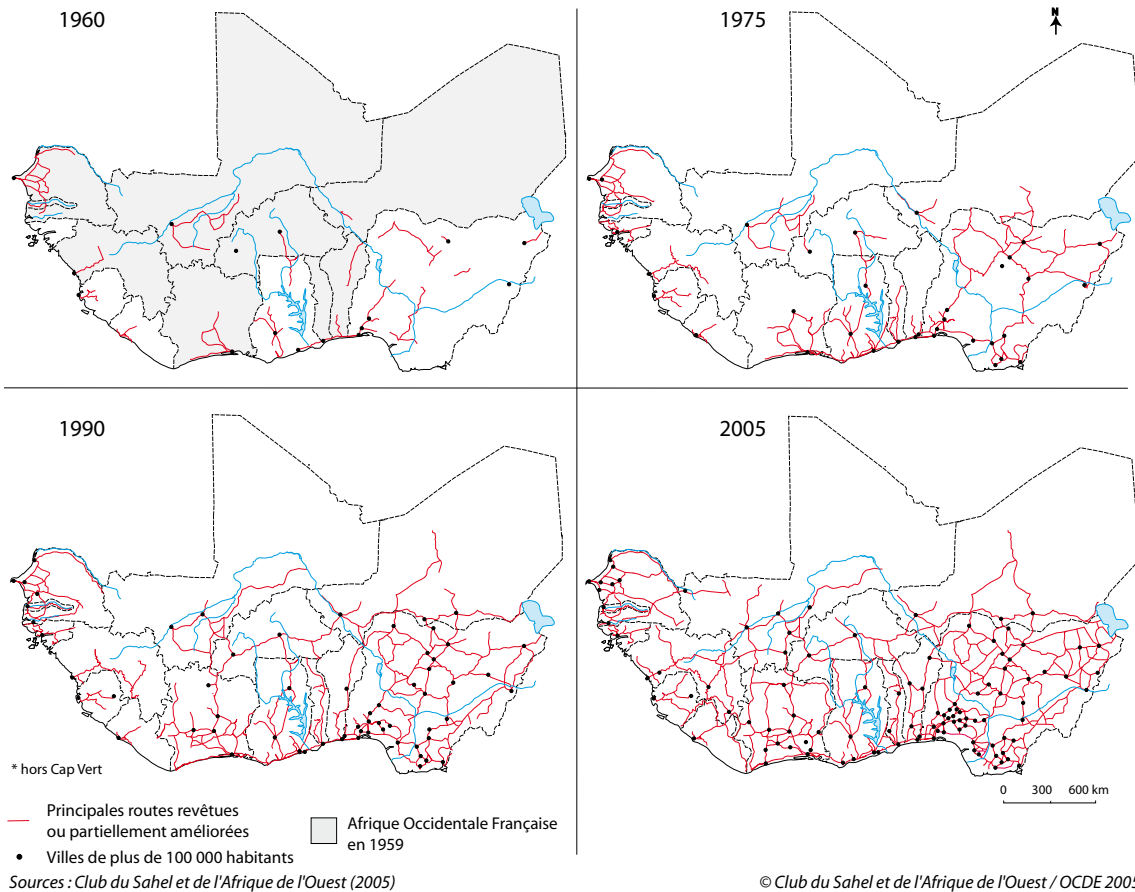 1960
1975
N
1990
2005
* hors Cap Vert
0 300 600 km
Principales routes revêtues
ou partiellement améliorées
Villes de plus de 100 000 habitants
Afrique Occidentale Française
en 1959
Sources : Club du Sahel et de l'Afrique de l'Ouest (2005)
© Club du Sahel et de l'Afrique de l'Ouest / OCDE 2005